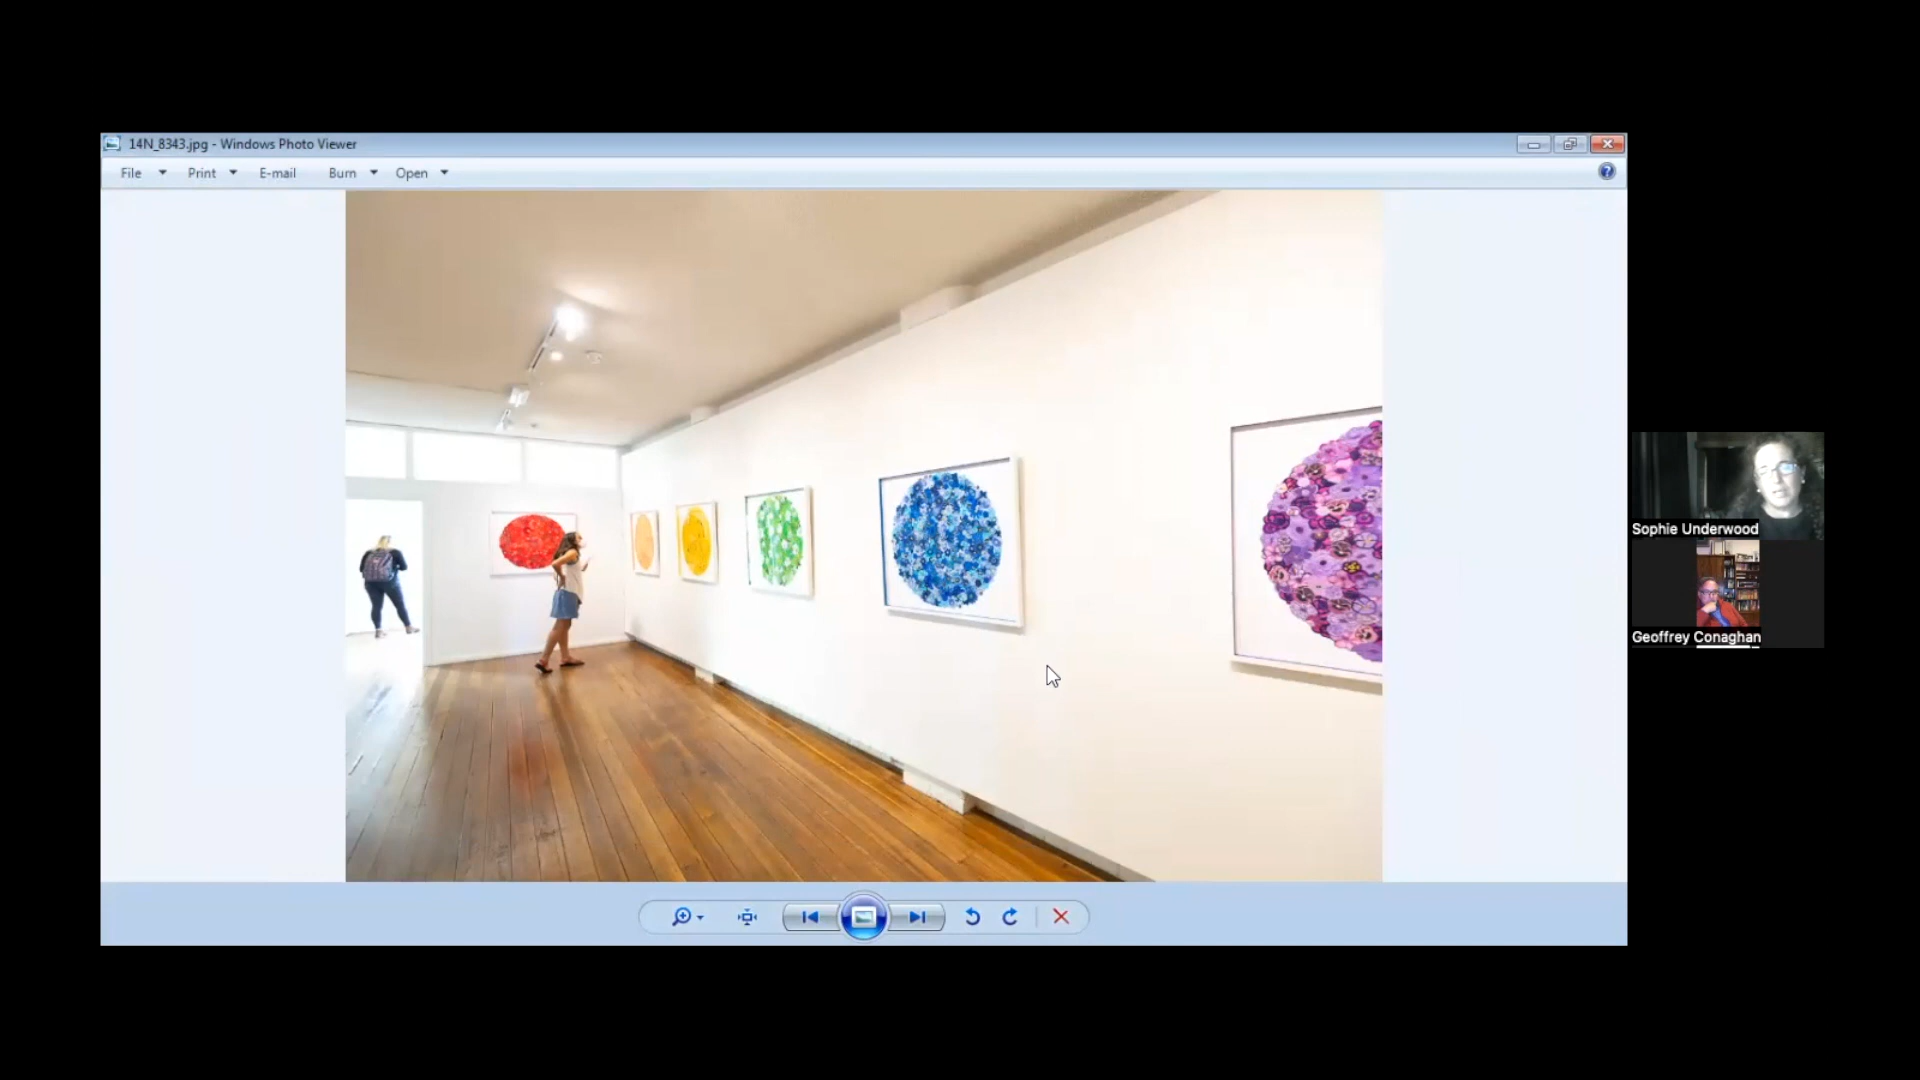 14N_8343.jpg - Windows Photo Viewer
File Print E-mail Burn Open
Sophie Underwood
Geoffrey Conaghan